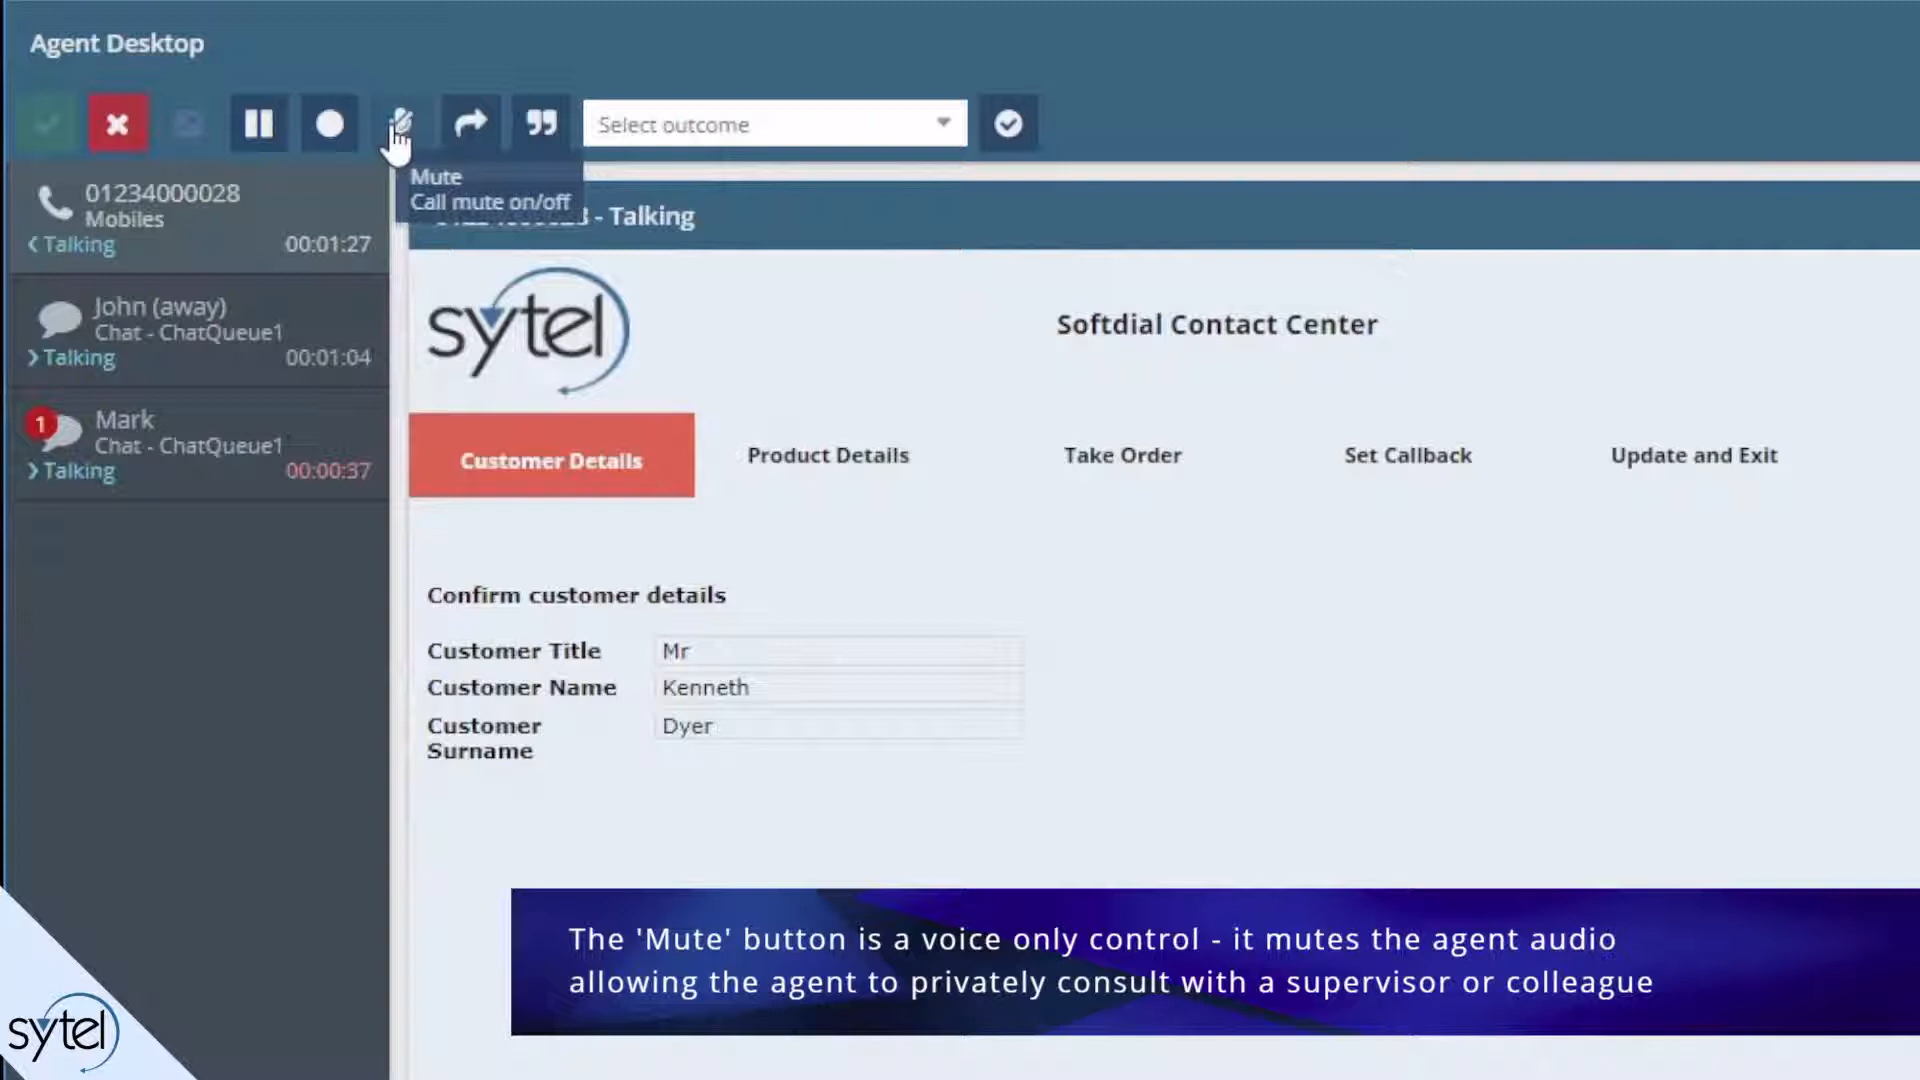 Agent Desktop
Select outcome
Mute
Call mute on/off
- Talking
01234000028
Mobiles
Talking 00:01:27
John (away)
Chat - ChatQueue1
Talking 00:01:04
1
Mark
Chat - ChatQueue1
Talking 00:00:37
sytel
Softdial Contact Center
Customer Details Product Details Take Order Set Callback Update and Exit
Confirm customer details
Customer Title Mr
Customer Name Kenneth
Customer Surname Dyer
The 'Mute' button is a voice only control - it mutes the agent audio
allowing the agent to privately consult with a supervisor or colleague
sytel